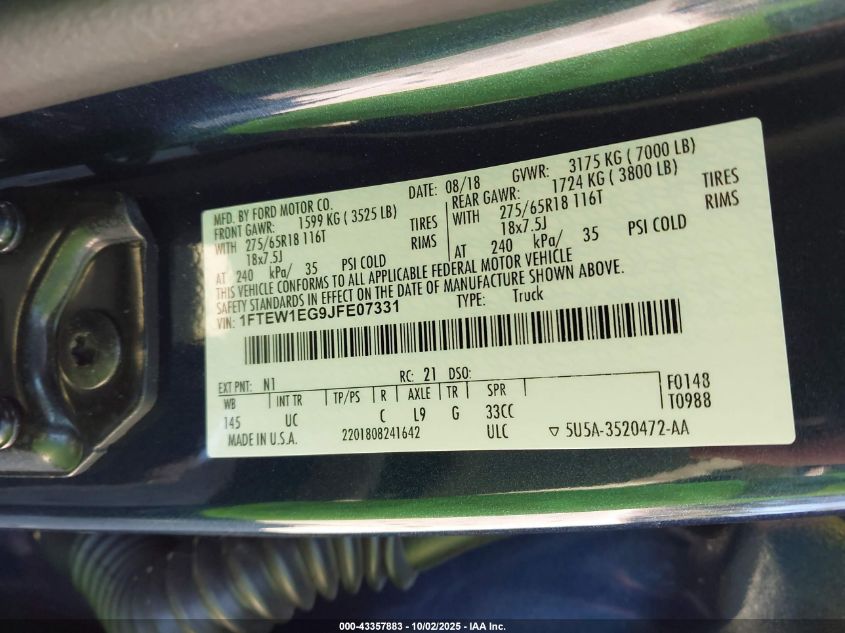 MFD. BY FORD MOTOR CO.
DATE: 08/18 GVWR: 3175 KG ( 7000 LB)
FRONT GAWR: 1599 KG ( 3525 LB) REAR GAWR: 1724 KG ( 3800 LB)
WITH 275/65R18 116T TIRES WITH 275/65R18 116T TIRES
18x7.5J RIMS 18x7.5J RIMS
AT 240 kPa/ 35 PSI COLD AT 240 kPa/ 35 PSI COLD
THIS VEHICLE CONFORMS TO ALL APPLICABLE FEDERAL MOTOR VEHICLE
SAFETY STANDARDS IN EFFECT ON THE DATE OF MANUFACTURE SHOWN ABOVE.
VIN: 1FTEW1EG9JFE07331 TYPE: Truck
EXT PNT: N1 RC: 21 DSO:
WB INT TR TP/PS R AXLE TR SPR F0148
145 UC C L9 G 33CC T0988
MADE IN U.S.A. 2201808241642 ULC ▽ 5U5A-3520472-AA
000-43357883 - 10/02/2025 - IAA Inc.